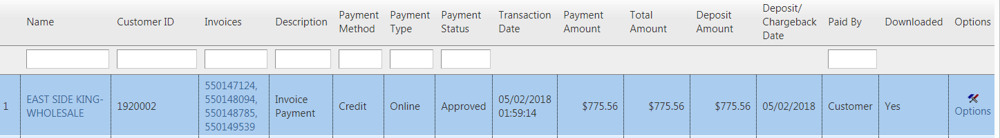 Name Customer ID Invoices Description Payment Method Payment Type Payment Status Transaction Date Payment Amount Total Amount Deposit Amount Deposit/ Chargeback Date Paid By Downloaded Options
1 EAST SIDE KING-WHOLESALE 1920002 550147124, 550148094, 550148785, 550149539 Invoice Payment Credit Online Approved 05/02/2018 01:59:14 $775.56 $775.56 $775.56 05/02/2018 Customer Yes Options